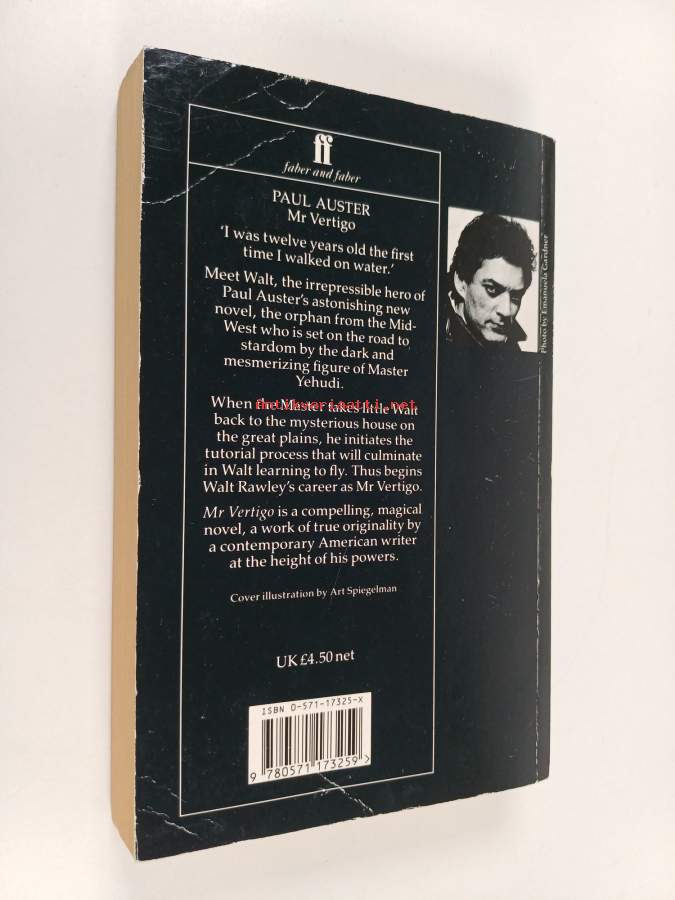 ff
faber and faber
PAUL AUSTER
Mr Vertigo
'I was twelve years old the first
time I walked on water.'
Meet Walt, the irrepressible hero of
Paul Auster's astonishing new
novel, the orphan from the Mid-
West who is set on the road to
stardom by the dark and
mesmerizing figure of Master
Yehudi.
When the Master takes little Walt
antikvariaatti.net
back to the mysterious house on
the great plains, he initiates the
tutorial process that will culminate
in Walt learning to fly. Thus begins
Walt Rawley's career as Mr Vertigo.
Mr Vertigo is a compelling, magical
novel, a work of true originality by
a contemporary American writer
at the height of his powers.
Cover illustration by Art Spiegelman
UK £4.50 net
ISBN 0-571-17325-X
9 780571 173259>
Photo by Emanuela Gardner